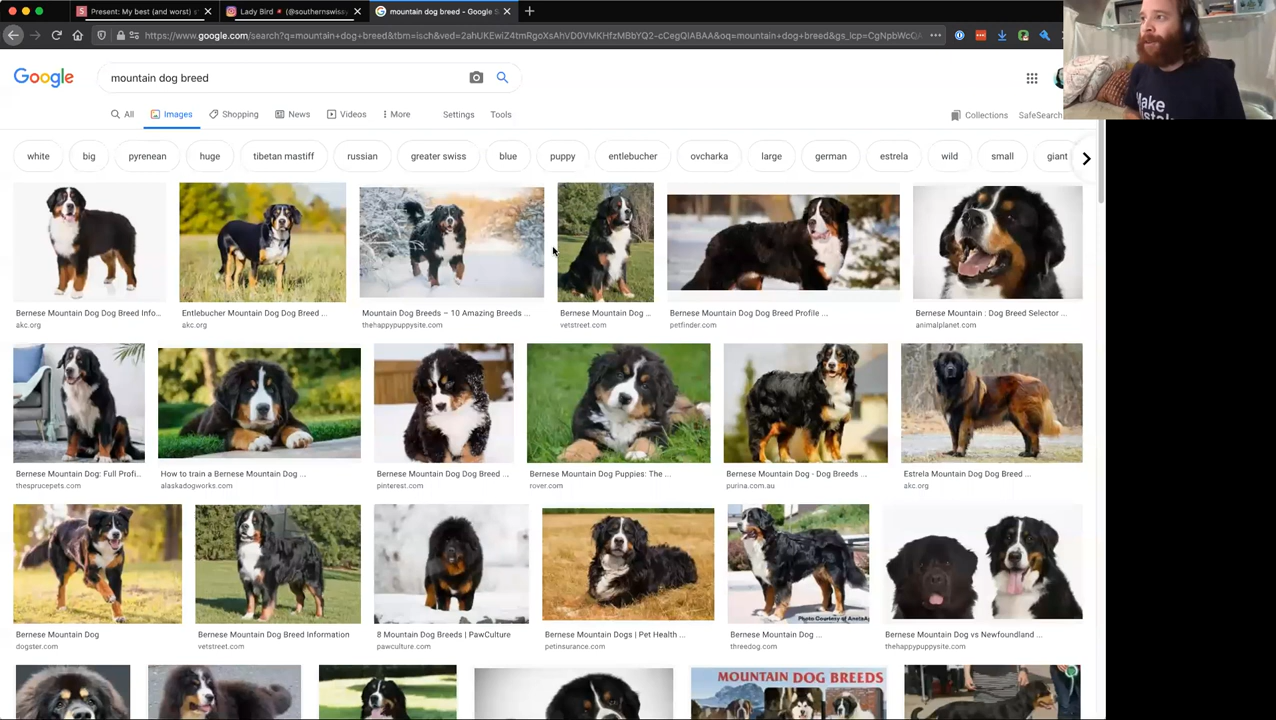 Present: My best (and worst) s
Lady Bird (@southernswissy
mountain dog breed - Google S
https://www.google.com/search?q=mountain+dog+breed&tbm=isch&ved=2ahUKEwiZ4tmRgoXsAhVD0VMKHfzMBbYQ2-cCegQIABAA&oq=mountain+dog+breed&gs_lcp=CgNpbWcQ
Google
mountain dog breed
All Images Shopping News Videos More Settings Tools
Collections SafeSearch
Make
white big pyrenean huge tibetan mastiff russian greater swiss blue puppy entlebucher ovcharka large german estrela wild small giant
Bernese Mountain Dog Dog Breed Info...
akc.org
Entlebucher Mountain Dog Dog Breed ...
akc.org
Mountain Dog Breeds – 10 Amazing Breeds ...
thehappypuppysite.com
Bernese Mountain Dog ...
vetstreet.com
Bernese Mountain Dog Dog Breed Profile ...
petfinder.com
Bernese Mountain : Dog Breed Selector ...
animalplanet.com
Bernese Mountain Dog: Full Profi...
thesprucepets.com
How to train a Bernese Mountain Dog ...
alaskadogworks.com
Bernese Mountain Dog Dog Breed ...
pinterest.com
Bernese Mountain Dog Puppies: The ...
rover.com
Bernese Mountain Dog - Dog Breeds ...
purina.com.au
Estrela Mountain Dog Dog Breed ...
akc.org
Bernese Mountain Dog
dogster.com
Bernese Mountain Dog Breed Information
vetstreet.com
8 Mountain Dog Breeds | PawCulture
pawculture.com
Bernese Mountain Dogs | Pet Health ...
petinsurance.com
Photo Courtesy of
Bernese Mountain Dog ...
threedog.com
Bernese Mountain Dog vs Newfoundland ...
thehappypuppysite.com
MOUNTAIN DOG BREEDS